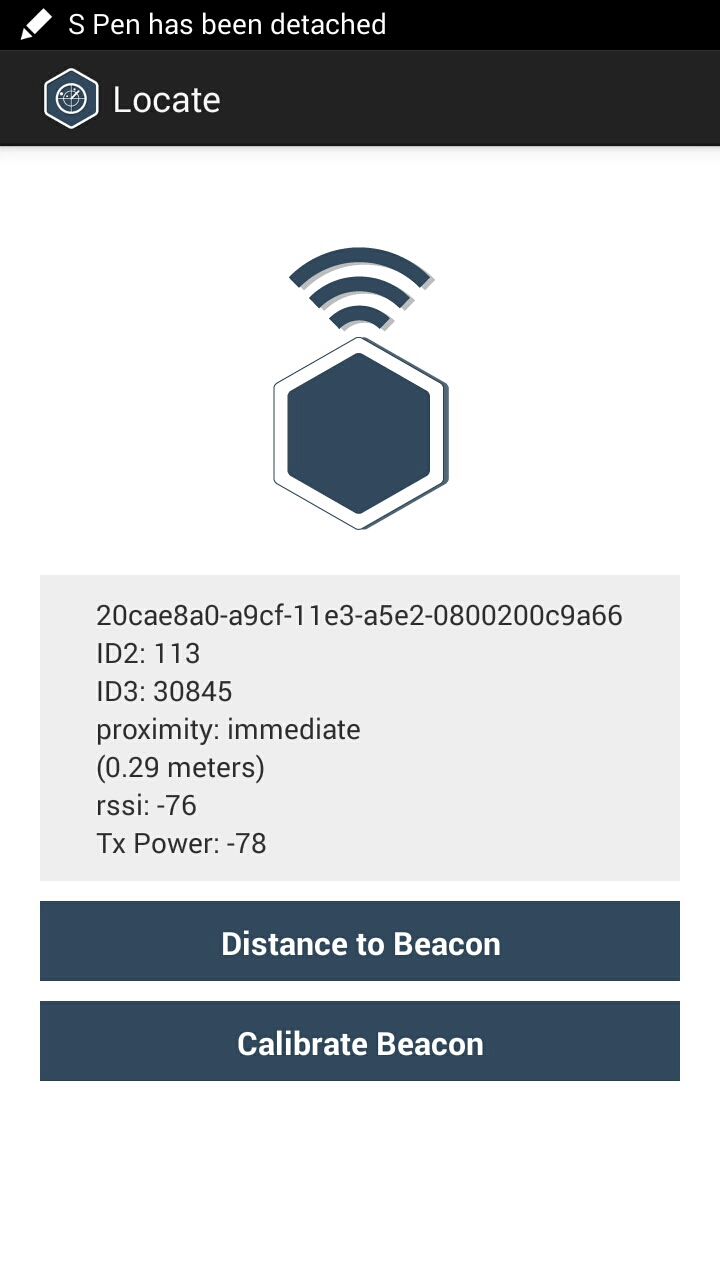 S Pen has been detached
Locate
20cae8a0-a9cf-11e3-a5e2-0800200c9a66
ID2: 113
ID3: 30845
proximity: immediate
(0.29 meters)
rssi: -76
Tx Power: -78
Distance to Beacon
Calibrate Beacon